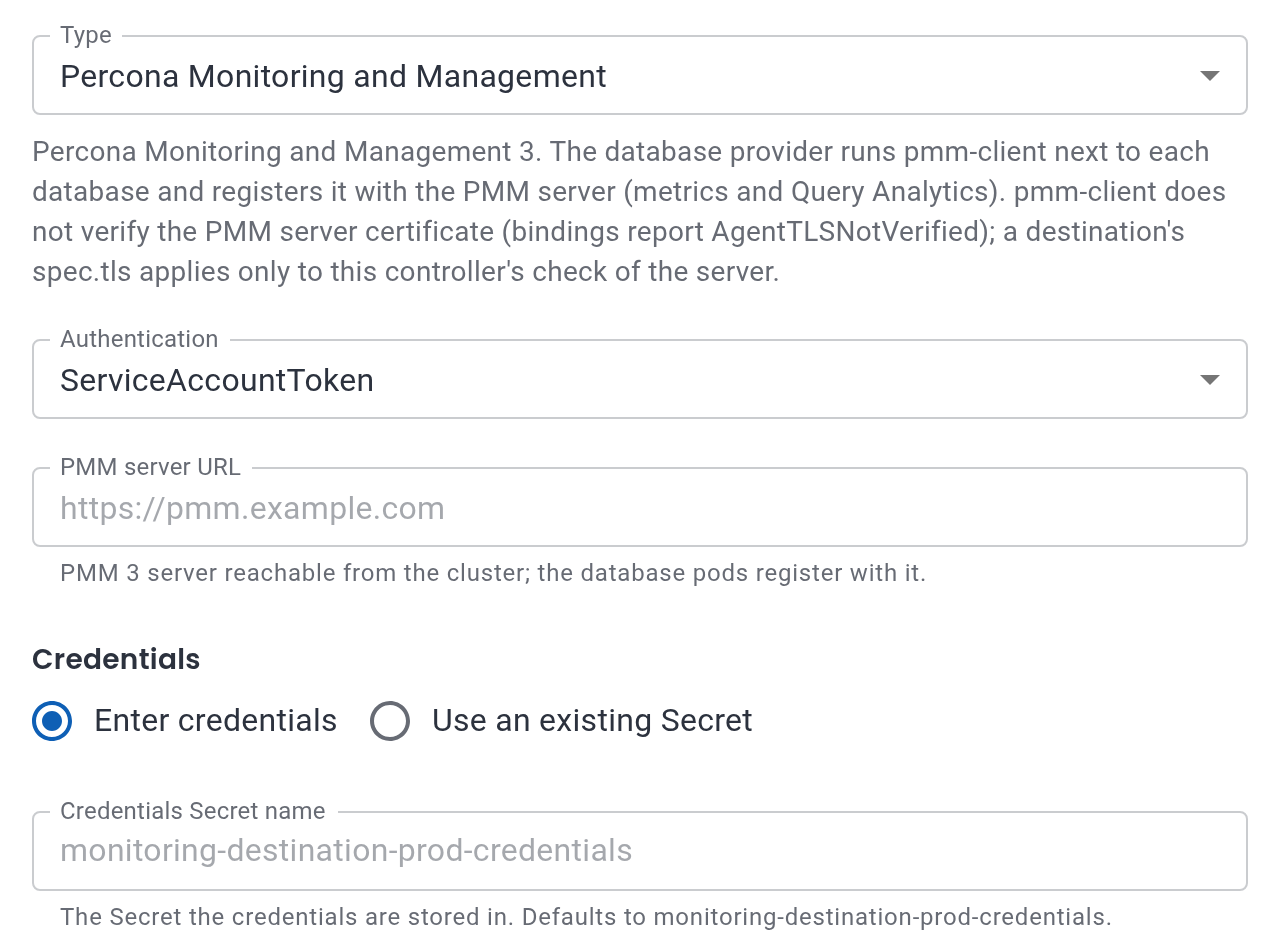 Type
Percona Monitoring and Management
Percona Monitoring and Management 3. The database provider runs pmm-client next to each
database and registers it with the PMM server (metrics and Query Analytics). pmm-client does
not verify the PMM server certificate (bindings report AgentTLSNotVerified); a destination's
spec.tls applies only to this controller's check of the server.
Authentication
ServiceAccountToken
PMM server URL
https://pmm.example.com
PMM 3 server reachable from the cluster; the database pods register with it.
Credentials
Enter credentials Use an existing Secret
Credentials Secret name
monitoring-destination-prod-credentials
The Secret the credentials are stored in. Defaults to monitoring-destination-prod-credentials.